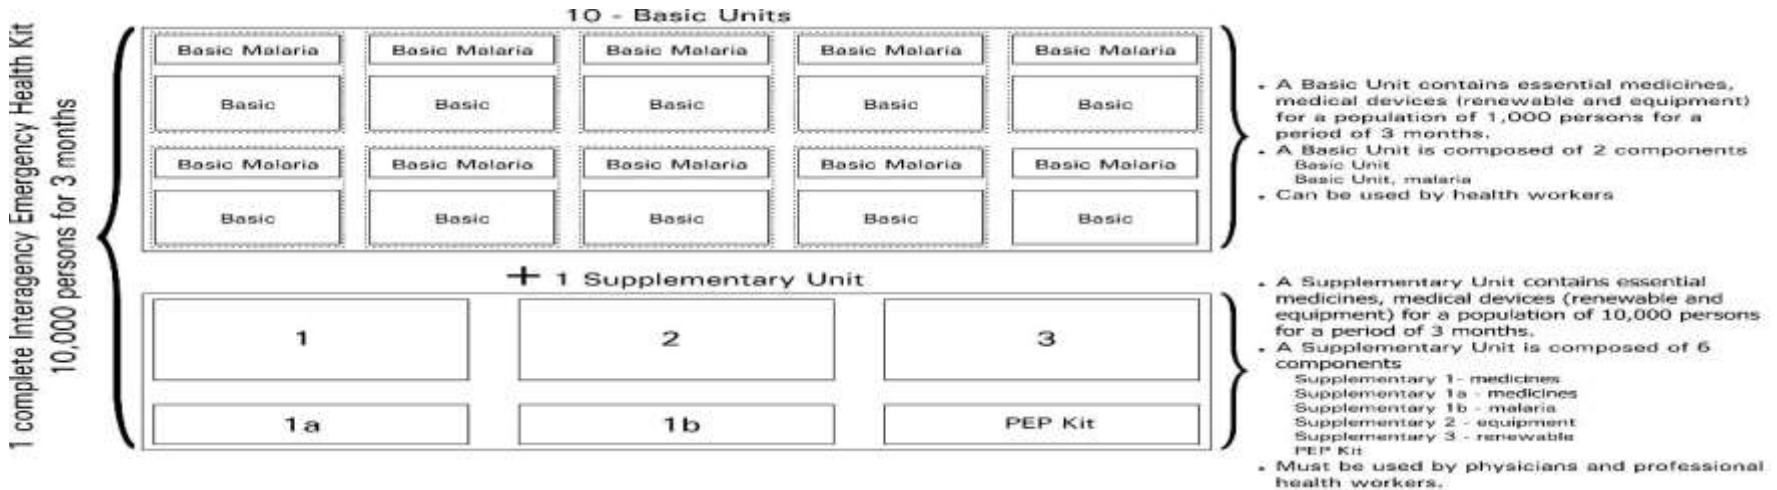 1 complete Interagency Emergency Health Kit
10,000 persons for 3 months
10 - Basic Units
Basic Malaria
Basic Malaria
Basic Malaria
Basic Malaria
Basic Malaria
Basic
Basic
Basic
Basic
Basic
Basic Malaria
Basic Malaria
Basic Malaria
Basic Malaria
Basic Malaria
Basic
Basic
Basic
Basic
Basic
• A Basic Unit contains essential medicines,
medical devices (renewable and equipment)
for a population of 1,000 persons for a
period of 3 months.
• A Basic Unit is composed of 2 components
Basic Unit
Basic Unit, malaria
• Can be used by health workers
+ 1 Supplementary Unit
1
2
3
1a
1b
PEP Kit
• A Supplementary Unit contains essential
medicines, medical devices (renewable and
equipment) for a population of 10,000 persons
for a period of 3 months.
• A Supplementary Unit is composed of 6
components
Supplementary 1- medicines
Supplementary 1a - medicines
Supplementary 1b - malaria
Supplementary 2 - equipment
Supplementary 3 - renewable
PEP Kit
• Must be used by physicians and professional
health workers.